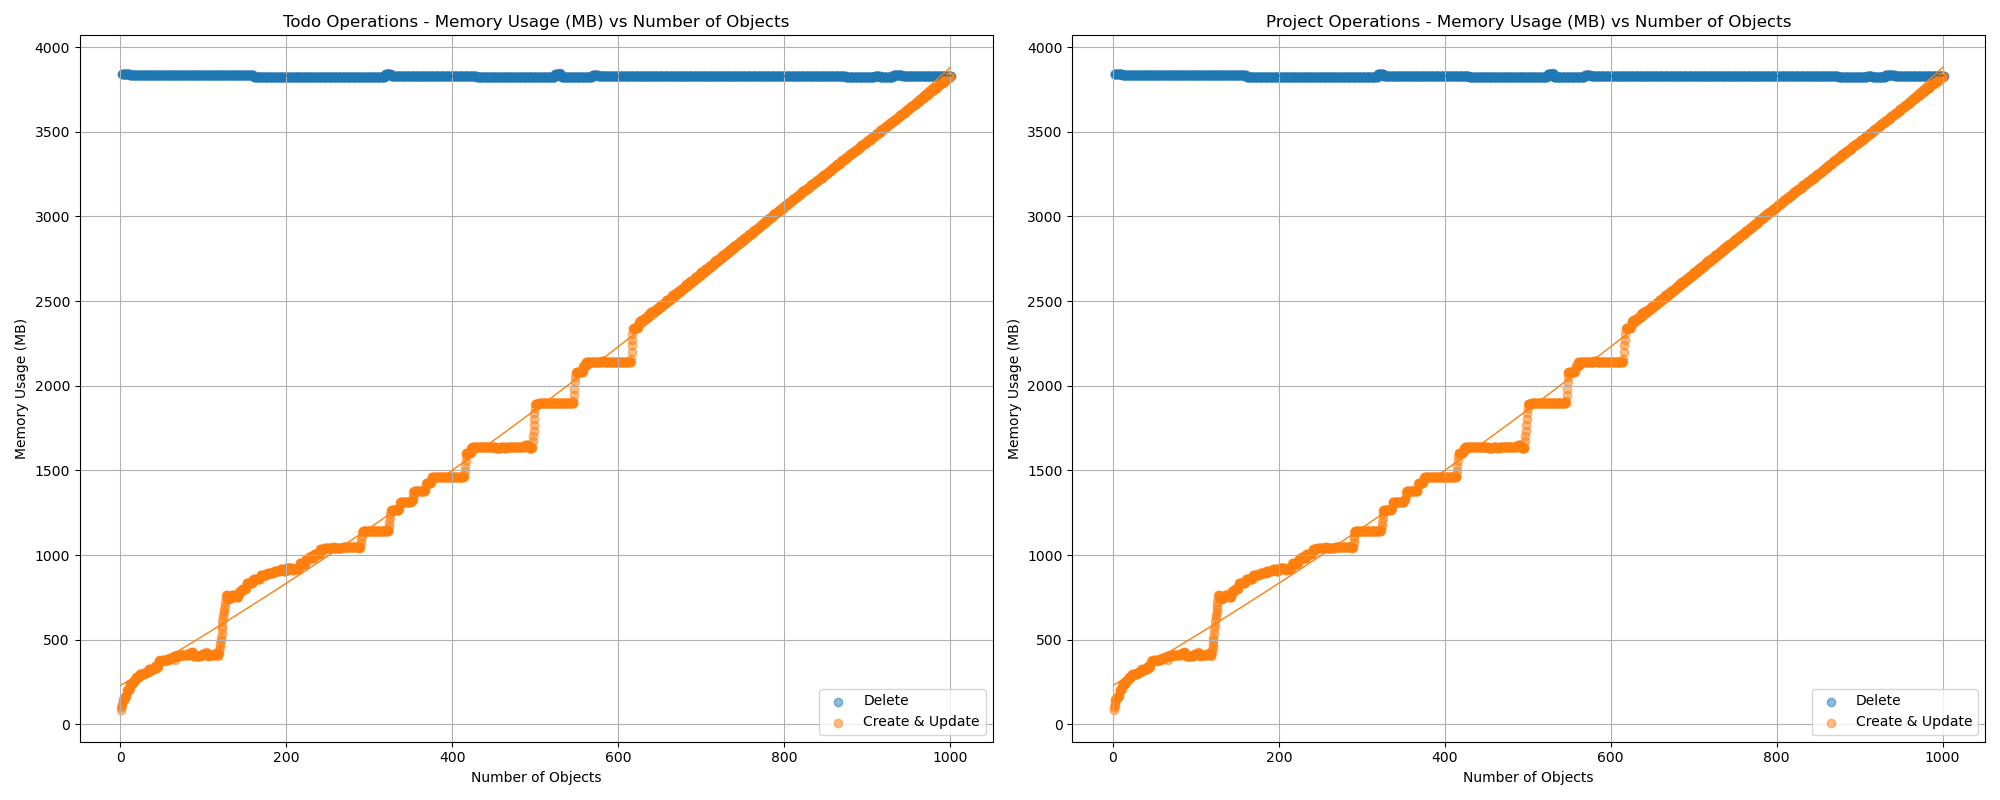 Todo Operations - Memory Usage (MB) vs Number of Objects
4000
3500
3000
2500
2000
1500
1000
500
0
Memory Usage (MB)
0 200 400 600 800 1000
Number of Objects
Delete
Create & Update
Project Operations - Memory Usage (MB) vs Number of Objects
4000
3500
3000
2500
2000
1500
1000
500
0
Memory Usage (MB)
0 200 400 600 800 1000
Number of Objects
Delete
Create & Update